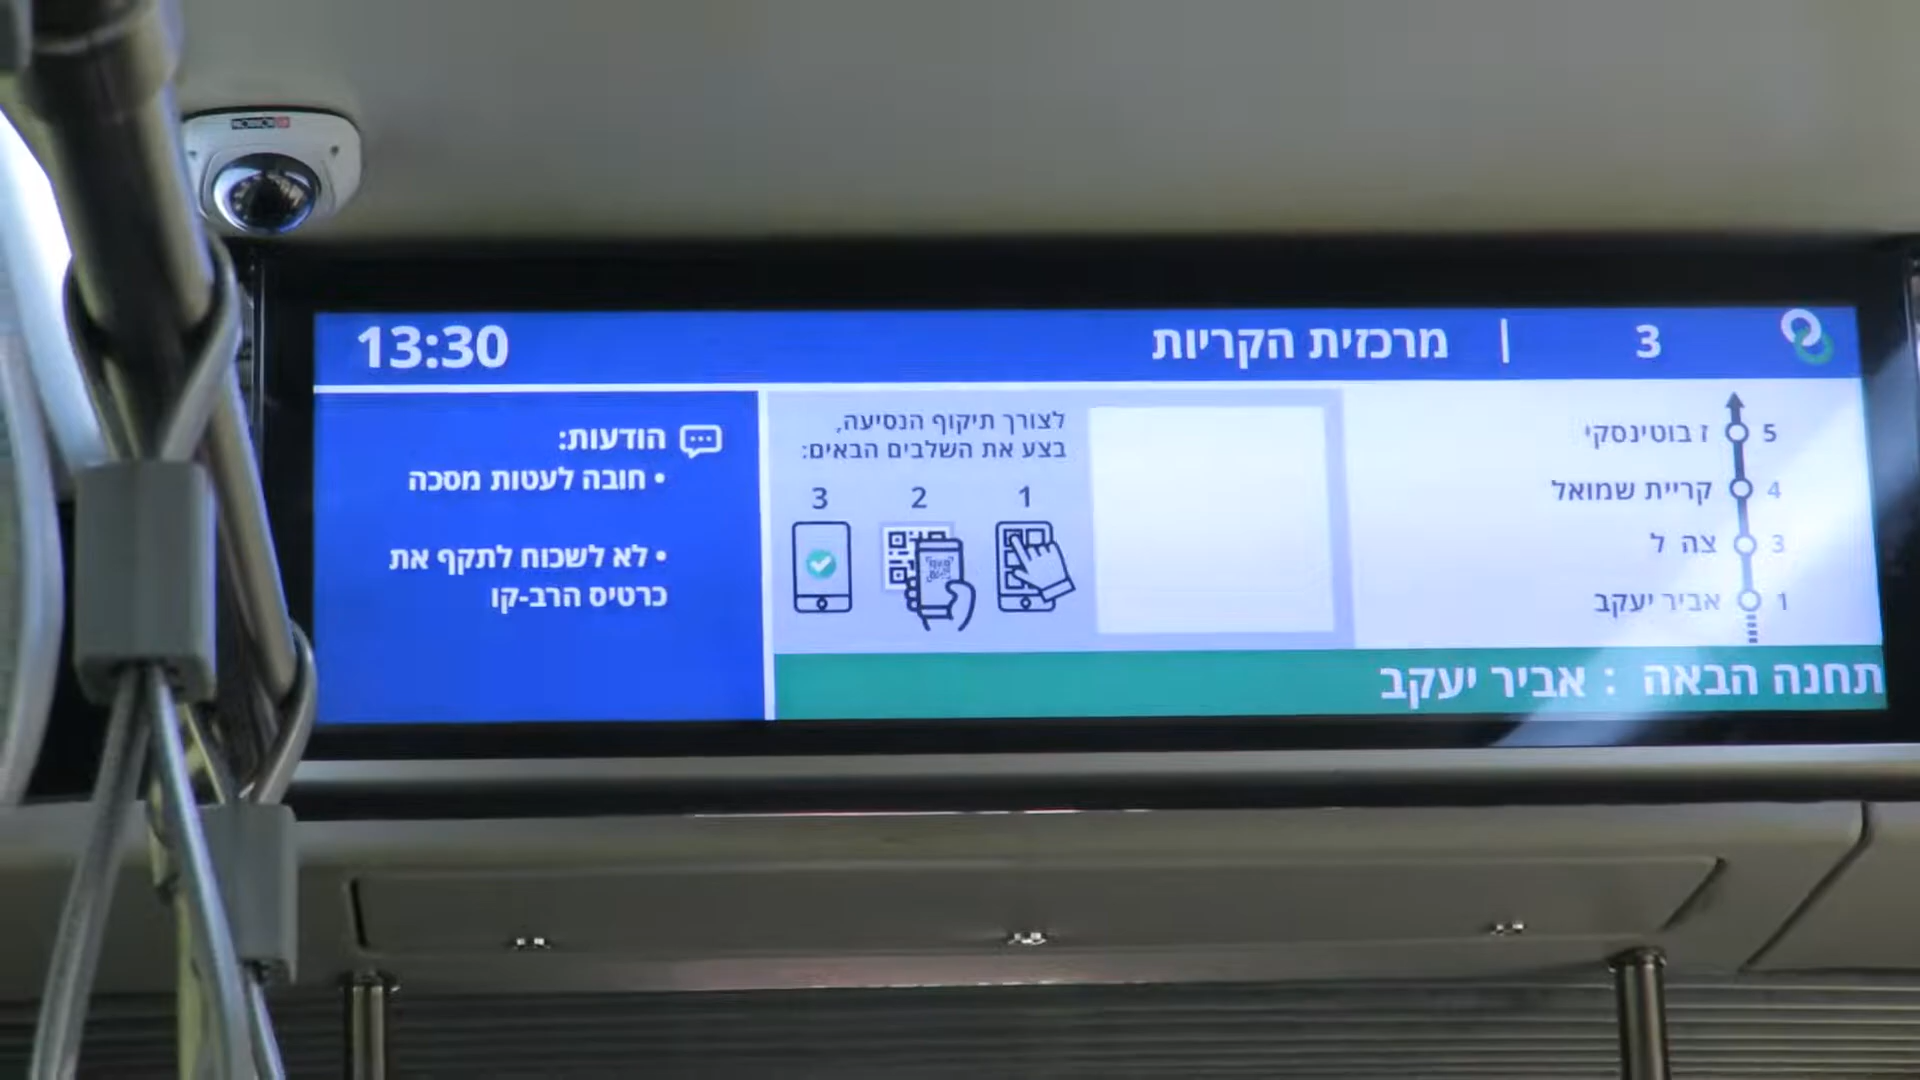 3 | מרכזית הקריות 13:30
5 ז בוטינסקי
4 קריית שמואל
3 צה ל
1 אביר יעקב
תחנה הבאה : אביר יעקב
לצורך תיקוף הנסיעה,
בצע את השלבים הבאים:
1 2 3
הודעות:
• חובה לעטות מסכה
• לא לשכוח לתקף את
כרטיס הרב-קו